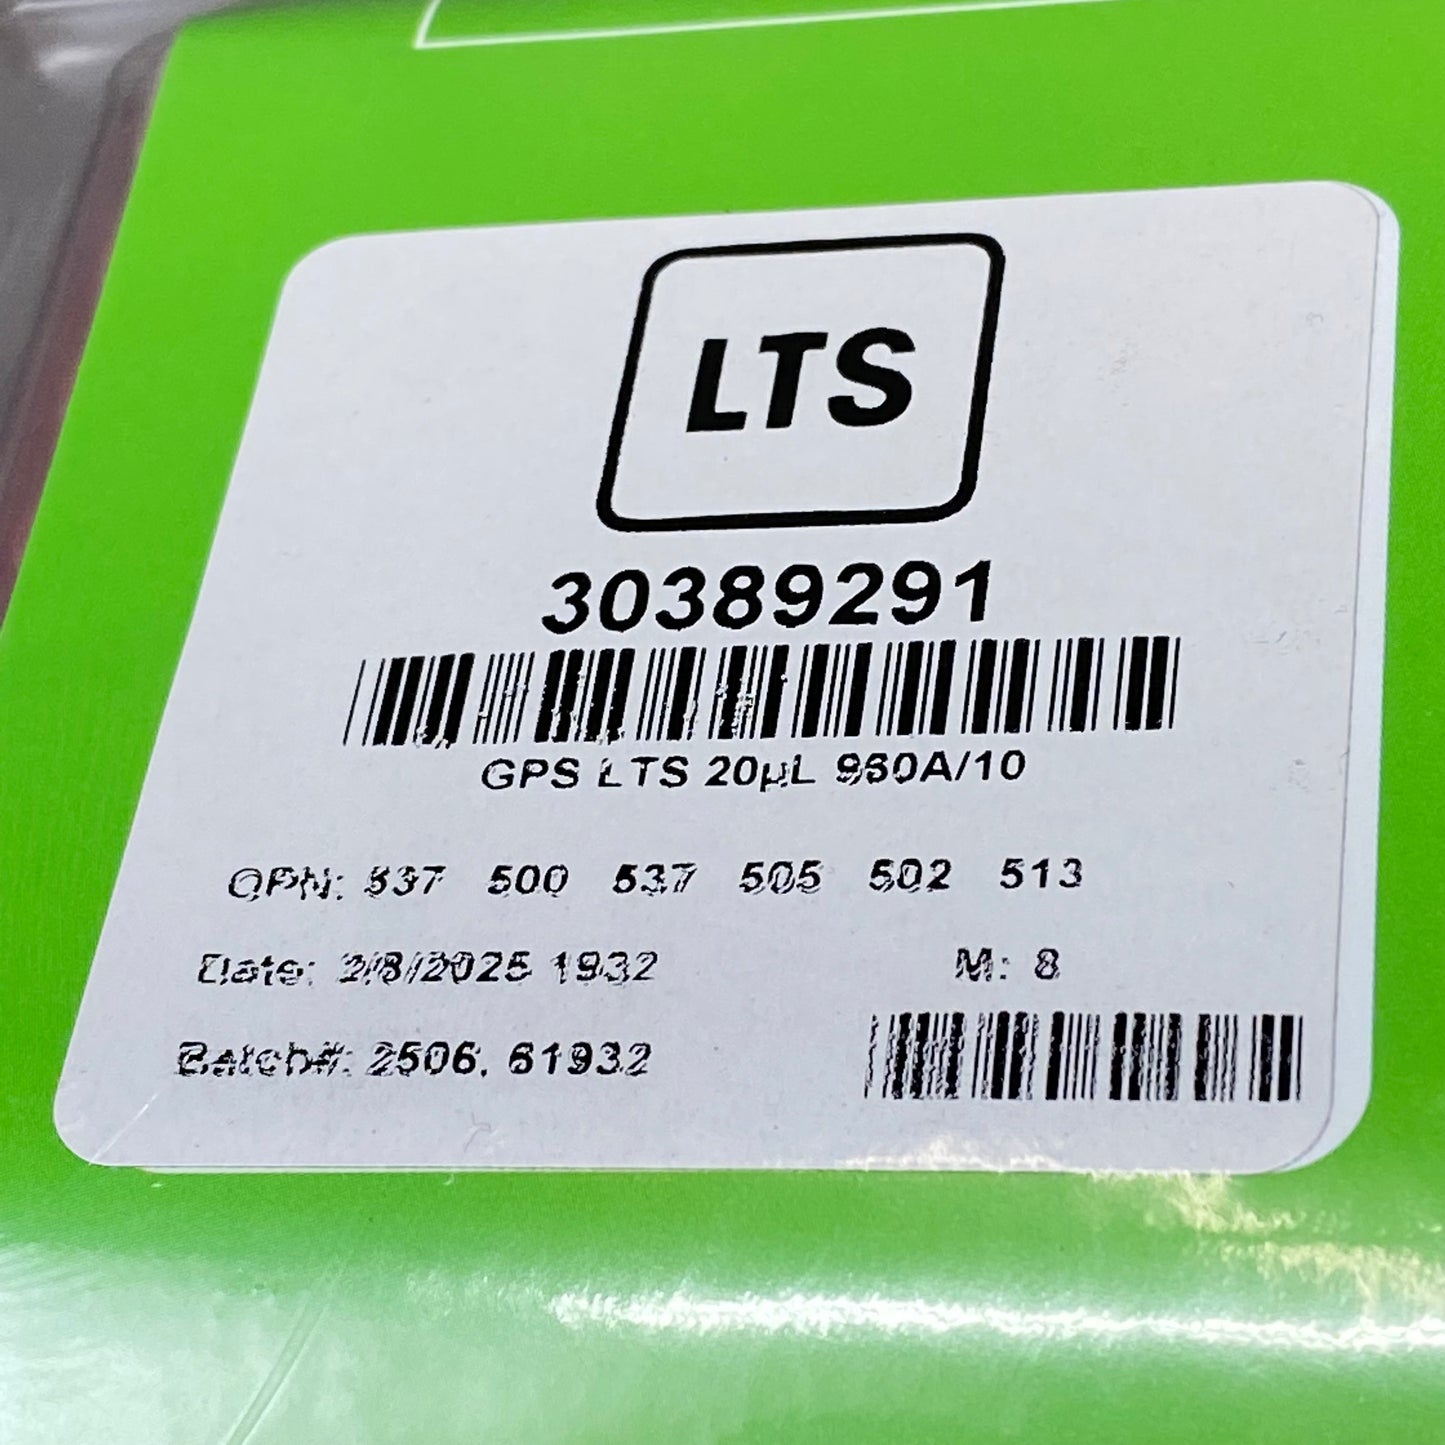 LTS
30389291
GPS LTS 20µL 960A/10
OPN: 537 500 537 505 502 513
Date: 2/8/2025 1932
M: 8
Batch#: 2506, 61932